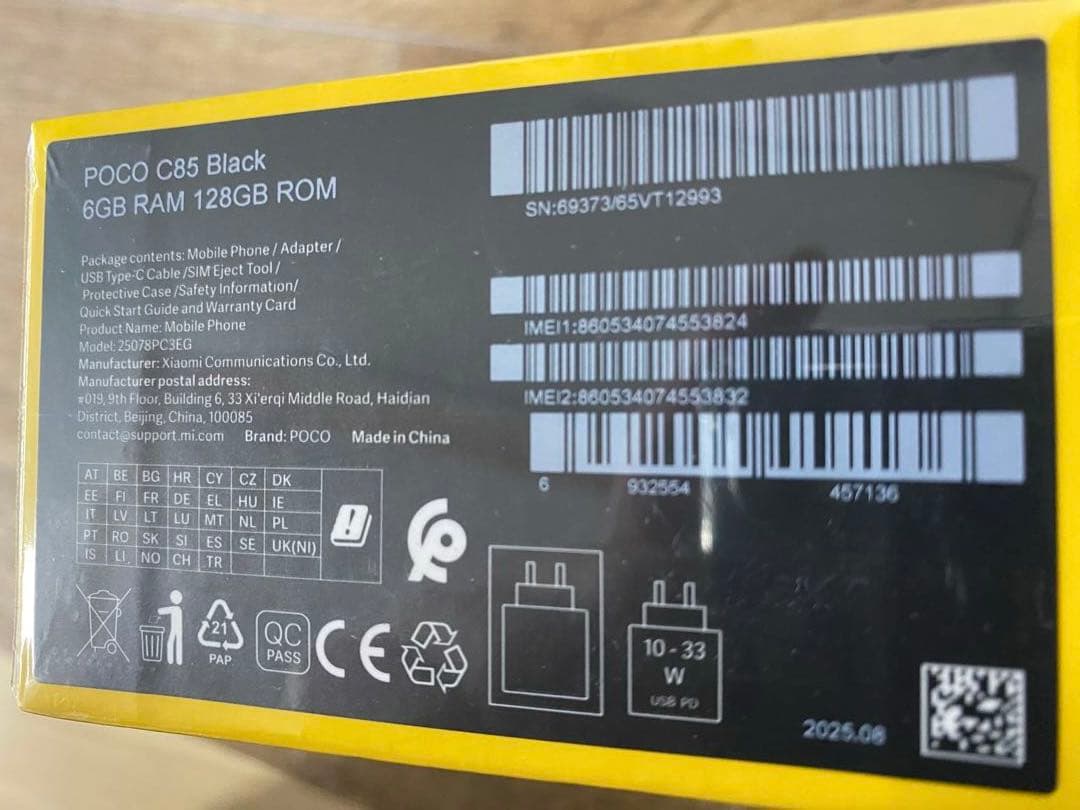 POCO C85 Black
6GB RAM 128GB ROM
Package contents: Mobile Phone / Adapter /
USB Type-C Cable /SIM Eject Tool /
Protective Case /Safety Information/
Quick Start Guide and Warranty Card
Product Name: Mobile Phone
Model: 25078PC3EG
Manufacturer: Xiaomi Communications Co., Ltd.
Manufacturer postal address:
#019, 9th Floor, Building 6, 33 Xi'erqi Middle Road, Haidian
District, Beijing, China, 100085
contact@support.mi.com Brand: POCO Made in China
SN:69373/65VT12993
IMEI1:860534074553824
IMEI2:860534074553832
6 932554 457136
AT BE BG HR CY CZ DK
EE FI FR DE EL HU IE
IT LV LT LU MT NL PL
PT RO SK SI ES SE UK(NI)
IS LI NO CH TR
21
PAP
QC
PASS
CE
10 - 33
W
USB PD
2025.08